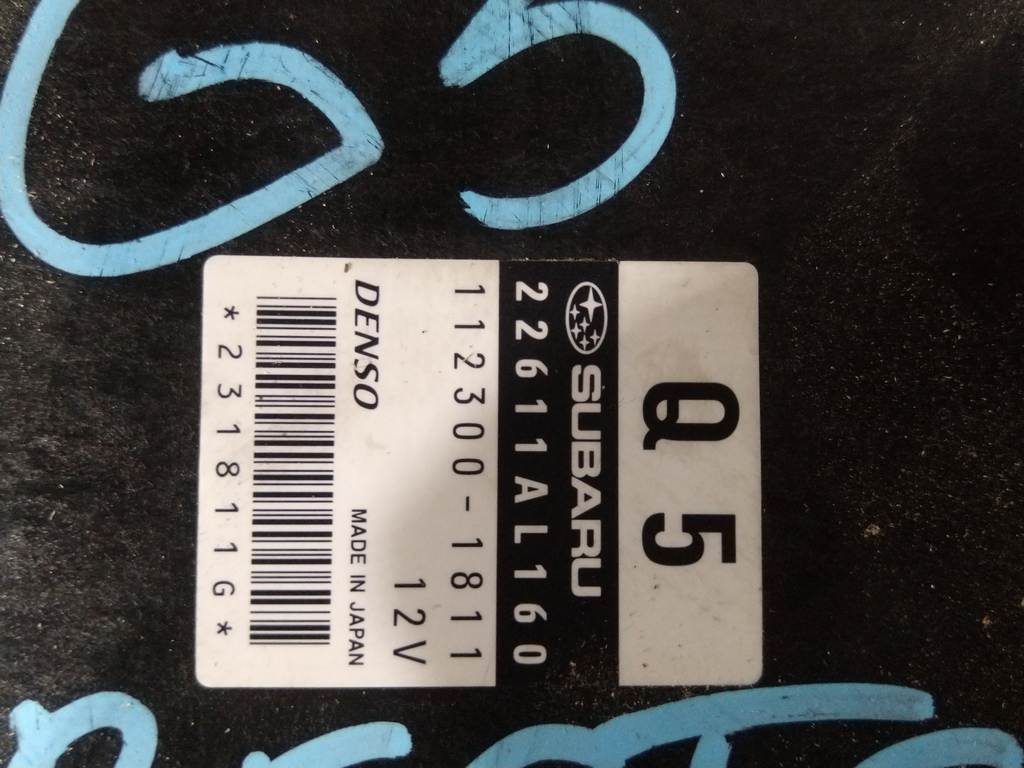 Q 5
SUBARU
22611AL160
112300-1811
12V
DENSO MADE IN JAPAN
*231811G*